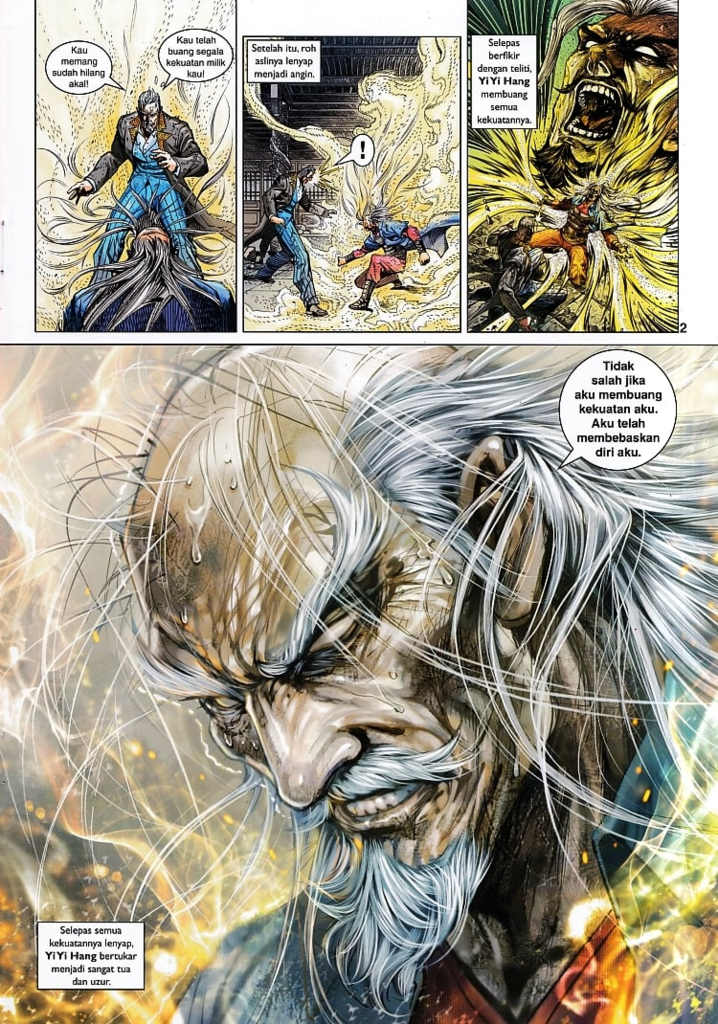 Kau
memang
sudah hilang
akal!
Kau telah
buang segala
kekuatan milik
kau!
Setelah itu, roh
aslinya lenyap
menjadi angin.
!
Selepas
berfikir
dengan teliti,
YiYi Hang
membuang
semua
kekuatannya.
2
Tidak
salah jika
aku membuang
kekuatan aku.
Aku telah
membebaskan
diri aku.
Selepas semua
kekuatannya lenyap,
YiYi Hang bertukar
menjadi sangat tua
dan uzur.